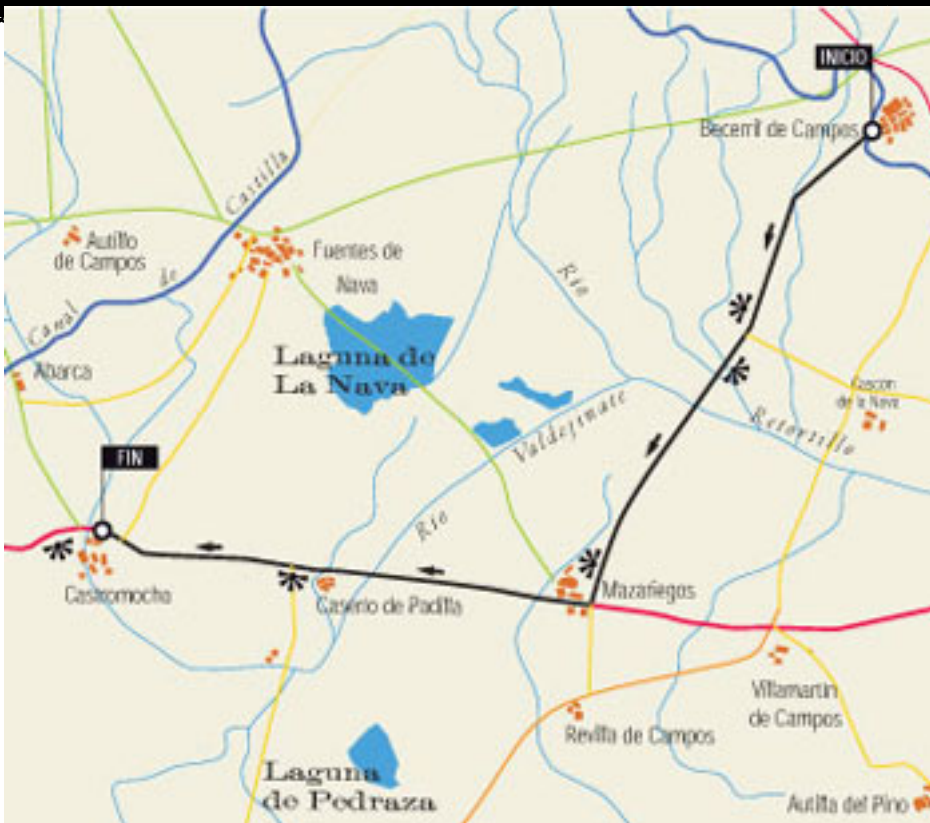 INICIO
Becerril de Campos
Castilla
de
Canal
Autillo
de Campos
Fuentes de
Nava
Río
Laguna de
La Nava
Abarca
Cascón
de la Nava
Valdejinate
Retortillo
FIN
Río
Castromocha
Caserío de Padilla
Mazariegos
Villamartín
de Campos
Revilla de Campos
Laguna
de Pedraza
Autilla del Pino